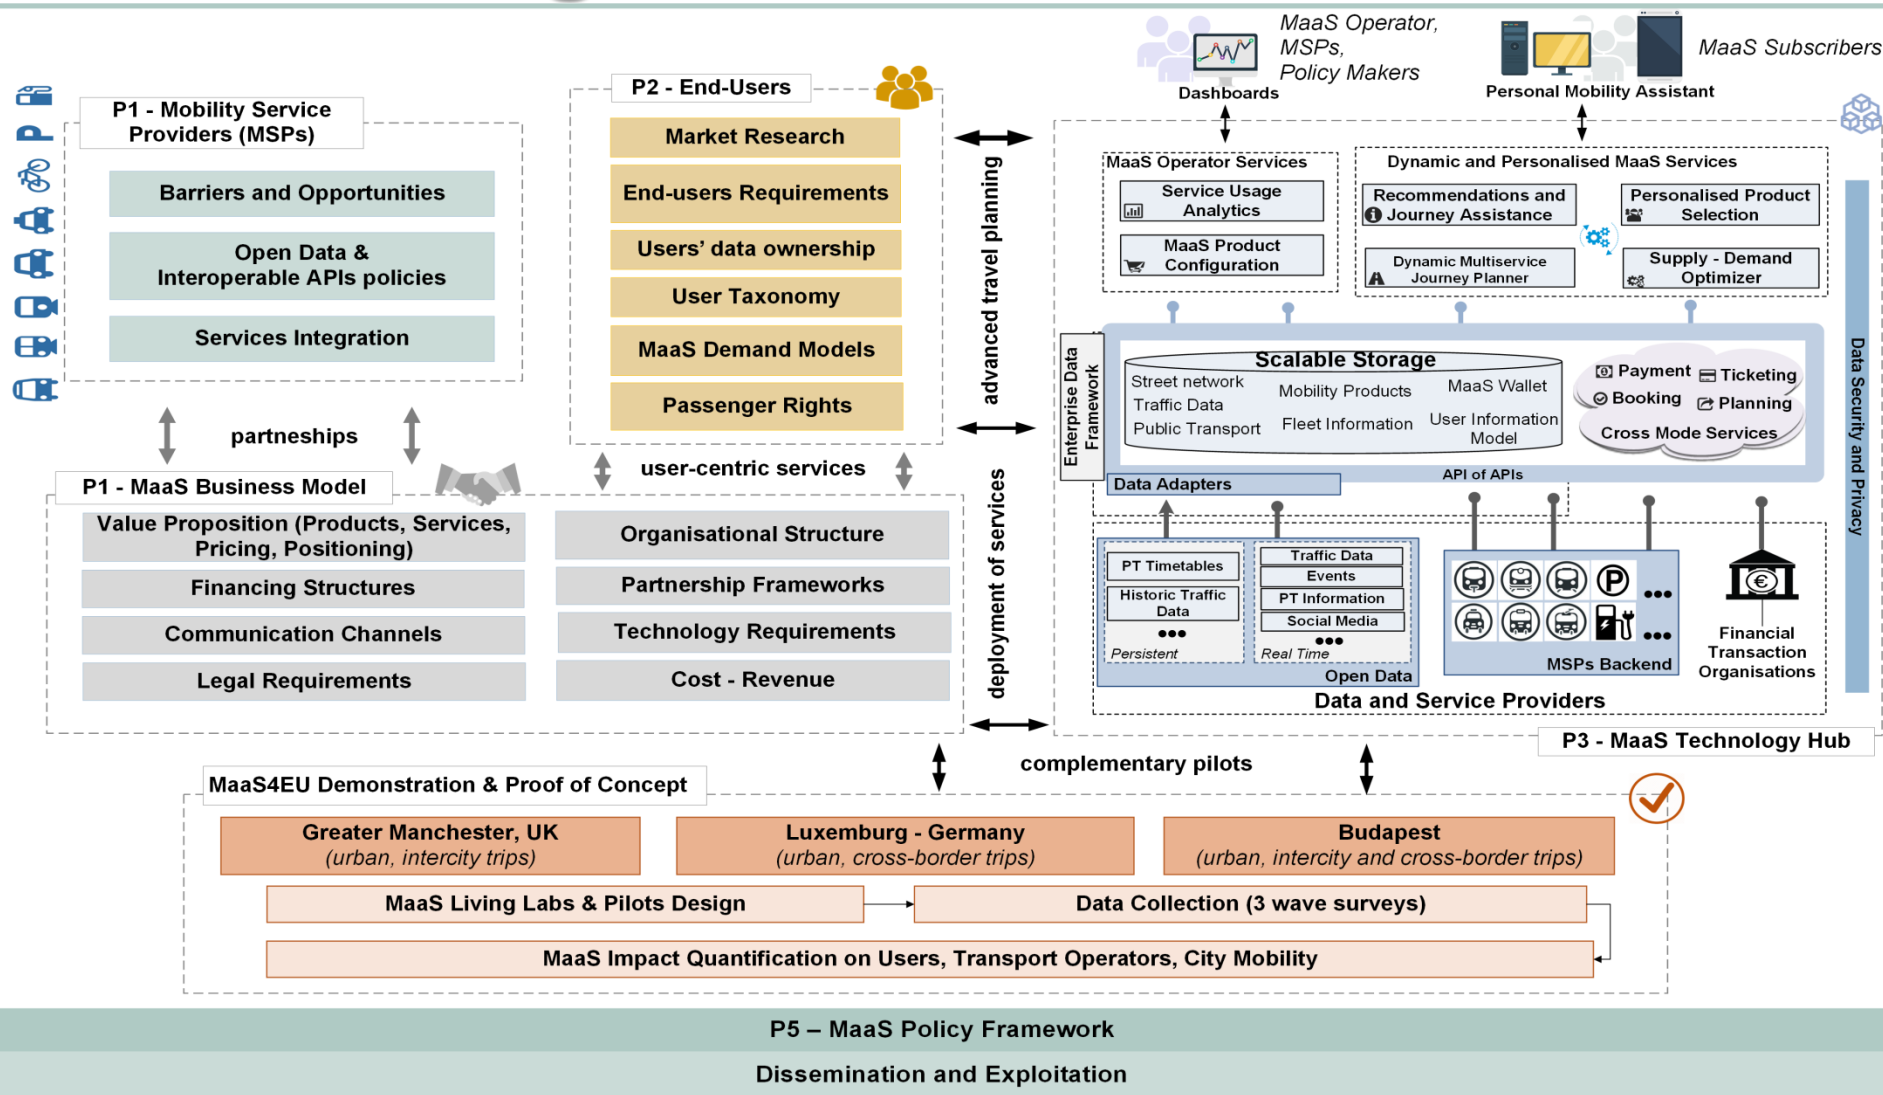 MaaS Operator,
MSPs,
Policy Makers
Dashboards
MaaS Subscribers
Personal Mobility Assistant
P1 - Mobility Service
Providers (MSPs)
Barriers and Opportunities
Open Data &
Interoperable APIs policies
Services Integration
P2 - End-Users
Market Research
End-users Requirements
Users’ data ownership
User Taxonomy
MaaS Demand Models
Passenger Rights
partneships
user-centric services
advanced travel planning
deployment of services
P1 - MaaS Business Model
Value Proposition (Products, Services,
Pricing, Positioning)
Financing Structures
Communication Channels
Legal Requirements
Organisational Structure
Partnership Frameworks
Technology Requirements
Cost - Revenue
MaaS Operator Services
Service Usage
Analytics
MaaS Product
Configuration
Dynamic and Personalised MaaS Services
Recommendations and
Journey Assistance
Personalised Product
Selection
Dynamic Multiservice
Journey Planner
Supply - Demand
Optimizer
Enterprise Data
Framework
Scalable Storage
Street network
Traffic Data
Public Transport
Mobility Products
Fleet Information
MaaS Wallet
User Information
Model
Payment
Ticketing
Booking
Planning
Cross Mode Services
Data Adapters
API of APIs
Data Security and Privacy
PT Timetables
Historic Traffic
Data
•••
Persistent
Traffic Data
Events
PT Information
Social Media
•••
Real Time
Open Data
P
•••
•••
MSPs Backend
€
Financial
Transaction
Organisations
Data and Service Providers
P3 - MaaS Technology Hub
complementary pilots
MaaS4EU Demonstration & Proof of Concept
Greater Manchester, UK
(urban, intercity trips)
Luxemburg - Germany
(urban, cross-border trips)
Budapest
(urban, intercity and cross-border trips)
MaaS Living Labs & Pilots Design
Data Collection (3 wave surveys)
MaaS Impact Quantification on Users, Transport Operators, City Mobility
P5 – MaaS Policy Framework
Dissemination and Exploitation